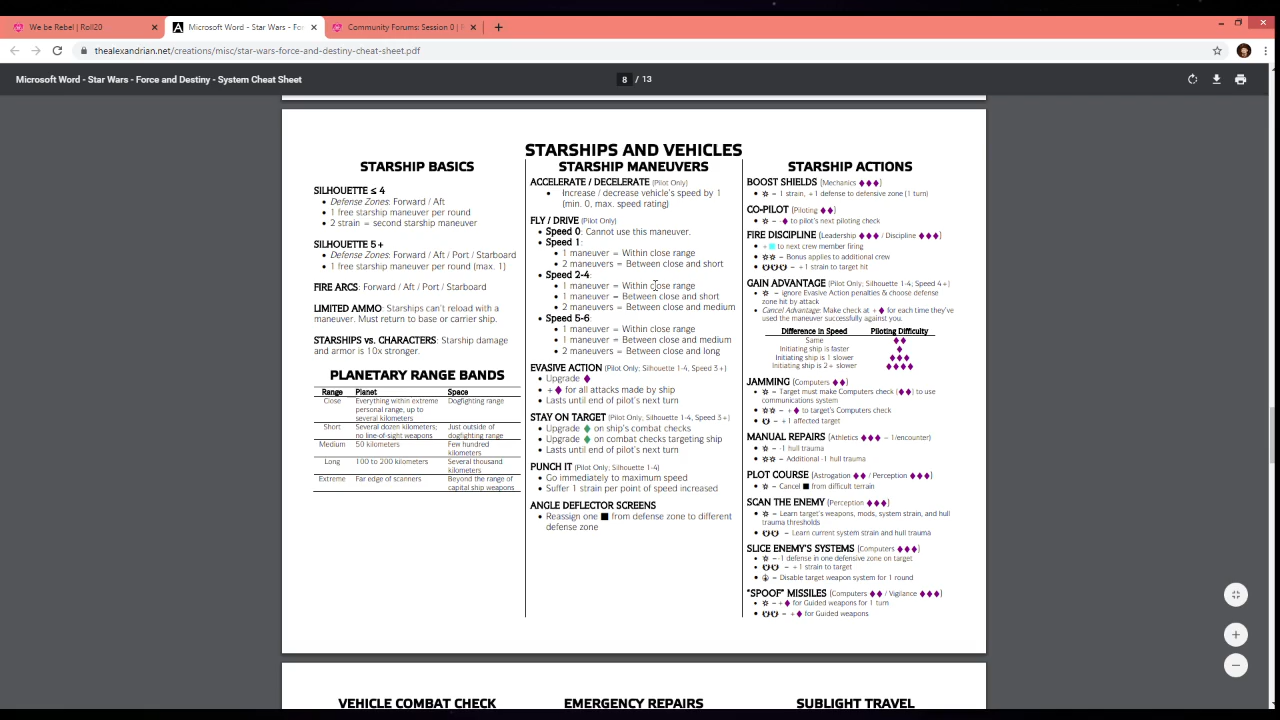 We be Rebel | Roll20
Microsoft Word - Star Wars - Fo
Community Forums: Session 0 |
thealexandrian.net/creations/misc/star-wars-force-and-destiny-cheat-sheet.pdf
Microsoft Word - Star Wars - Force and Destiny - System Cheat Sheet
8 / 13
STARSHIPS AND VEHICLES
STARSHIP BASICS
SILHOUETTE ≤ 4
• Defense Zones: Forward / Aft
• 1 free starship maneuver per round
• 2 strain = second starship maneuver
SILHOUETTE 5+
• Defense Zones: Forward / Aft / Port / Starboard
• 1 free starship maneuver per round (max. 1)
FIRE ARCS: Forward / Aft / Port / Starboard
LIMITED AMMO: Starships can't reload with a
maneuver. Must return to base or carrier ship.
STARSHIPS vs. CHARACTERS: Starship damage
and armor is 10x stronger.
PLANETARY RANGE BANDS
Range Planet Space
Close Everything within extreme personal range, up to several kilometers Dogfighting range
Short Several dozen kilometers; no line-of-sight weapons Just outside of dogfighting range
Medium 50 kilometers Few hundred kilometers
Long 100 to 200 kilometers Several thousand kilometers
Extreme Far edge of scanners Beyond the range of capital ship weapons
STARSHIP MANEUVERS
ACCELERATE / DECELERATE (Pilot Only)
• Increase / decrease vehicle's speed by 1
(min. 0, max. speed rating)
FLY / DRIVE (Pilot Only)
• Speed 0: Cannot use this maneuver.
• Speed 1:
• 1 maneuver = Within close range
• 2 maneuvers = Between close and short
• Speed 2-4:
• 1 maneuver = Within close range
• 1 maneuver = Between close and short
• 2 maneuvers = Between close and medium
• Speed 5-6
• 1 maneuver = Within close range
• 1 maneuver = Between close and medium
• 2 maneuvers = Between close and long
EVASIVE ACTION (Pilot Only; Silhouette 1-4, Speed 3+)
• Upgrade ♦
• +♦ for all attacks made by ship
• Lasts until end of pilot's next turn
STAY ON TARGET (Pilot Only; Silhouette 1-4, Speed 3+)
• Upgrade ♦ on ship's combat checks
• Upgrade ♦ on combat checks targeting ship
• Lasts until end of pilot's next turn
PUNCH IT (Pilot Only; Silhouette 1-4)
• Go immediately to maximum speed
• Suffer 1 strain per point of speed increased
ANGLE DEFLECTOR SCREENS
• Reassign one ■ from defense zone to different
defense zone
STARSHIP ACTIONS
BOOST SHIELDS (Mechanics ♦♦♦)
• = 1 strain, +1 defense to defensive zone (1 turn)
CO-PILOT (Piloting ♦♦)
• = -♦ to pilot's next piloting check
FIRE DISCIPLINE (Leadership ♦♦♦ / Discipline ♦♦♦)
• +■ to next crew member firing
• = Bonus applies to additional crew
• = +1 strain to target hit
GAIN ADVANTAGE (Pilot Only; Silhouette 1-4; Speed 4+)
• = ignore Evasive Action penalties & choose defense
zone hit by attack
• Cancel Advantage: Make check at +♦ for each time they've
used the maneuver successfully against you.
Difference in Speed Piloting Difficulty
Same ♦♦
Initiating ship is faster ♦
Initiating ship is 1 slower ♦♦♦
Initiating ship is 2+ slower ♦♦♦♦
JAMMING (Computers ♦♦)
• = Target must make Computers check (♦♦) to use
communications system
• = +♦ to target's Computers check
• = +1 affected target
MANUAL REPAIRS (Athletics ♦♦♦ – 1/encounter)
• = -1 hull trauma
• = Additional -1 hull trauma
PLOT COURSE (Astrogation ♦♦ / Perception ♦♦♦)
• = Cancel ■ from difficult terrain
SCAN THE ENEMY (Perception ♦♦♦)
• = Learn target's weapons, mods, system strain, and hull
trauma thresholds
• = Learn current system strain and hull trauma
SLICE ENEMY'S SYSTEMS (Computers ♦♦♦)
• = -1 defense in one defensive zone on target
• = +1 strain to target
• = Disable target weapon system for 1 round
"SPOOF" MISSILES (Computers ♦♦ / Vigilance ♦♦♦)
• = +♦ for Guided weapons for 1 turn
• = +♦ for Guided weapons
VEHICLE COMBAT CHECK
EMERGENCY REPAIRS
SUBLIGHT TRAVEL